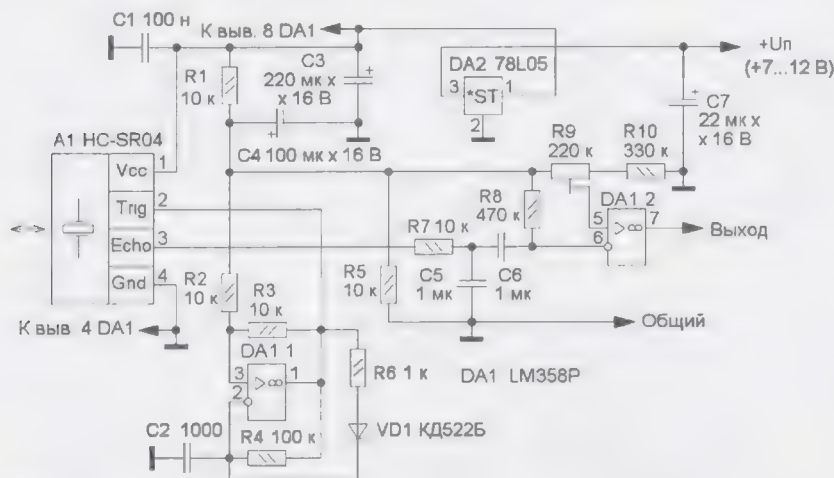 C1 100 н
К выв. 8 DA1
R1
10 к
C3
220 мк х
х 16 В
C4 100 мк х 16 В
DA2 78L05
3
*ST
1
2
+Uп
(+7...12 В)
C7
22 мк х
х 16 В
A1 HC-SR04
Vcc
1
Trig
2
Echo
3
Gnd
4
К выв. 4 DA1
R9
220 к
R10
330 к
R8
470 к
DA1.2
5
6
7
▷∞
Выход
R7 10 к
C5
1 мк
C6
1 мк
R2
10 к
R3
10 к
R5
10 к
Общий
DA1.1
3
2
1
▷∞
R6 1 к
DA1 LM358P
VD1 КД522Б
C2 1000
R4 100 к